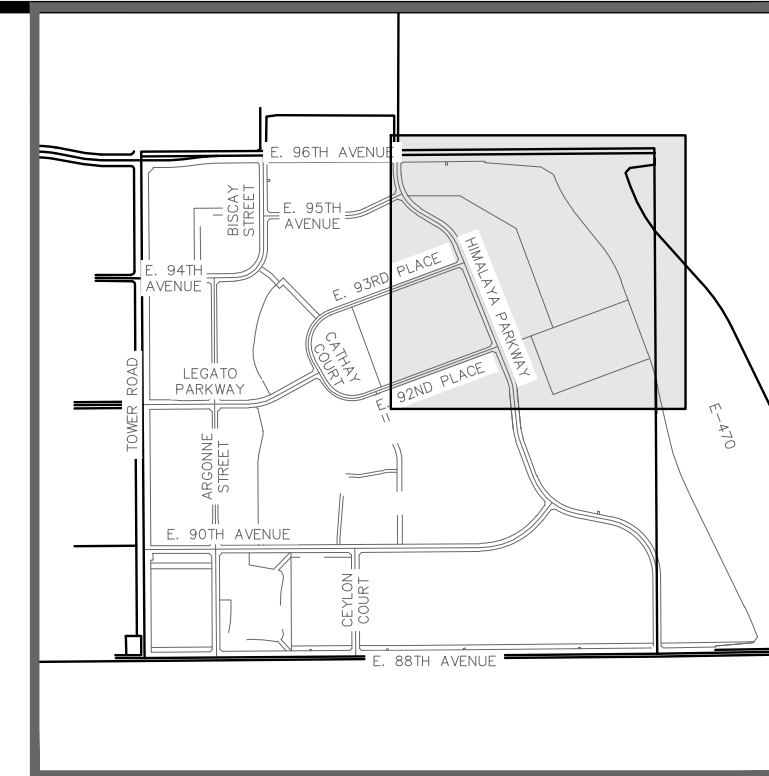 E. 96TH AVENUE
BISCAY
STREET
E. 95TH
AVENUE
E. 94TH
AVENUE
E. 93RD PLACE
HIMALAYA PARKWAY
CATHAY
COURT
LEGATO
PARKWAY
E. 92ND PLACE
TOWER ROAD
E-470
ARGONNE
STREET
E. 90TH AVENUE
CEYLON
COURT
E. 88TH AVENUE